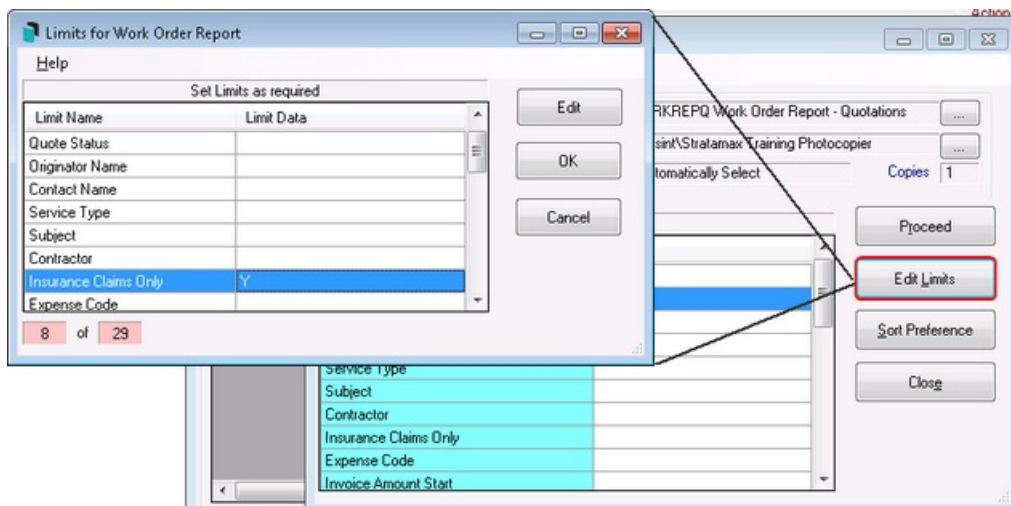 Action
Limits for Work Order Report
Help
Set Limits as required
Limit Name Limit Data
Quote Status
Originator Name
Contact Name
Service Type
Subject
Contractor
Insurance Claims Only Y
Expense Code
8 of 29
Edit
OK
Cancel
RKREPQ Work Order Report - Quotations ...
sint\Stratamax Training Photocopier ...
tomatically Select Copies 1
Proceed
Edit Limits
Sort Preference
Close
Service Type
Subject
Contractor
Insurance Claims Only
Expense Code
Invoice Amount Start